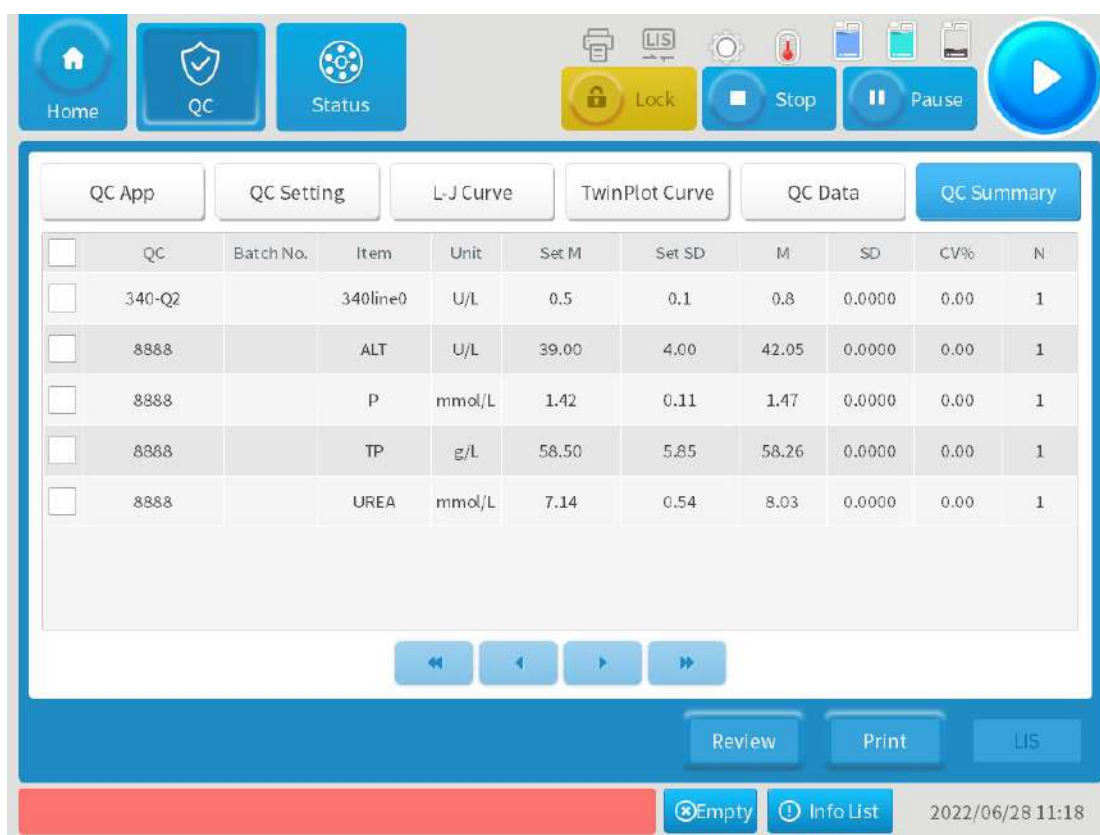 LIS
Home QC Status Lock Stop Pause
QC App QC Setting L-J Curve TwinPlot Curve QC Data QC Summary
QC Batch No. Item Unit Set M Set SD M SD CV% N
340-Q2 340line0 U/L 0.5 0.1 0.8 0.0000 0.00 1
8888 ALT U/L 39.00 4.00 42.05 0.0000 0.00 1
8888 P mmol/L 1.42 0.11 1.47 0.0000 0.00 1
8888 TP g/L 58.50 5.85 58.26 0.0000 0.00 1
8888 UREA mmol/L 7.14 0.54 8.03 0.0000 0.00 1
Review Print LIS
Empty Info List 2022/06/28 11:18